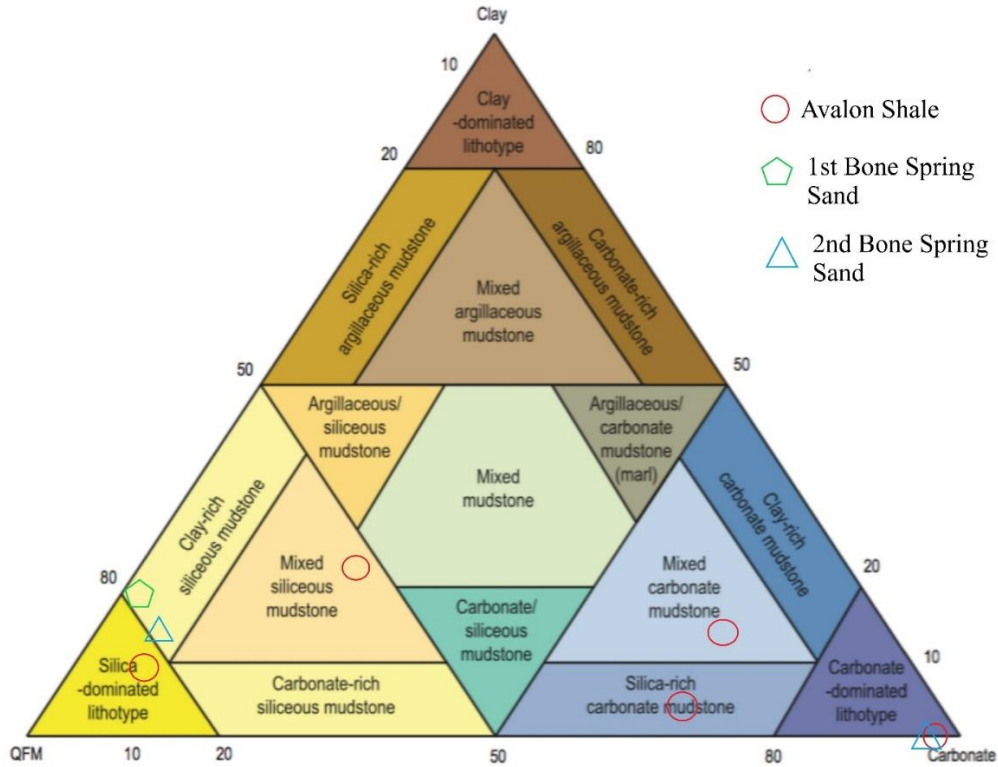 Clay
10
Clay
-dominated
lithotype
20
80
Avalon Shale
1st Bone Spring
Sand
2nd Bone Spring
Sand
Silica-rich
argillaceous mudstone
Carbonate-rich
argillaceous mudstone
Mixed
argillaceous
mudstone
50
50
Argillaceous/
siliceous
mudstone
Argillaceous/
carbonate
mudstone
(marl)
Mixed
mudstone
Clay-rich
siliceous mudstone
Clay-rich
carbonate mudstone
Mixed
siliceous
mudstone
Mixed
carbonate
mudstone
80
20
Carbonate/
siliceous
mudstone
Silica
-dominated
lithotype
Carbonate-rich
siliceous mudstone
Silica-rich
carbonate mudstone
10
Carbonate
-dominated
lithotype
QFM
10
20
50
80
Carbonate